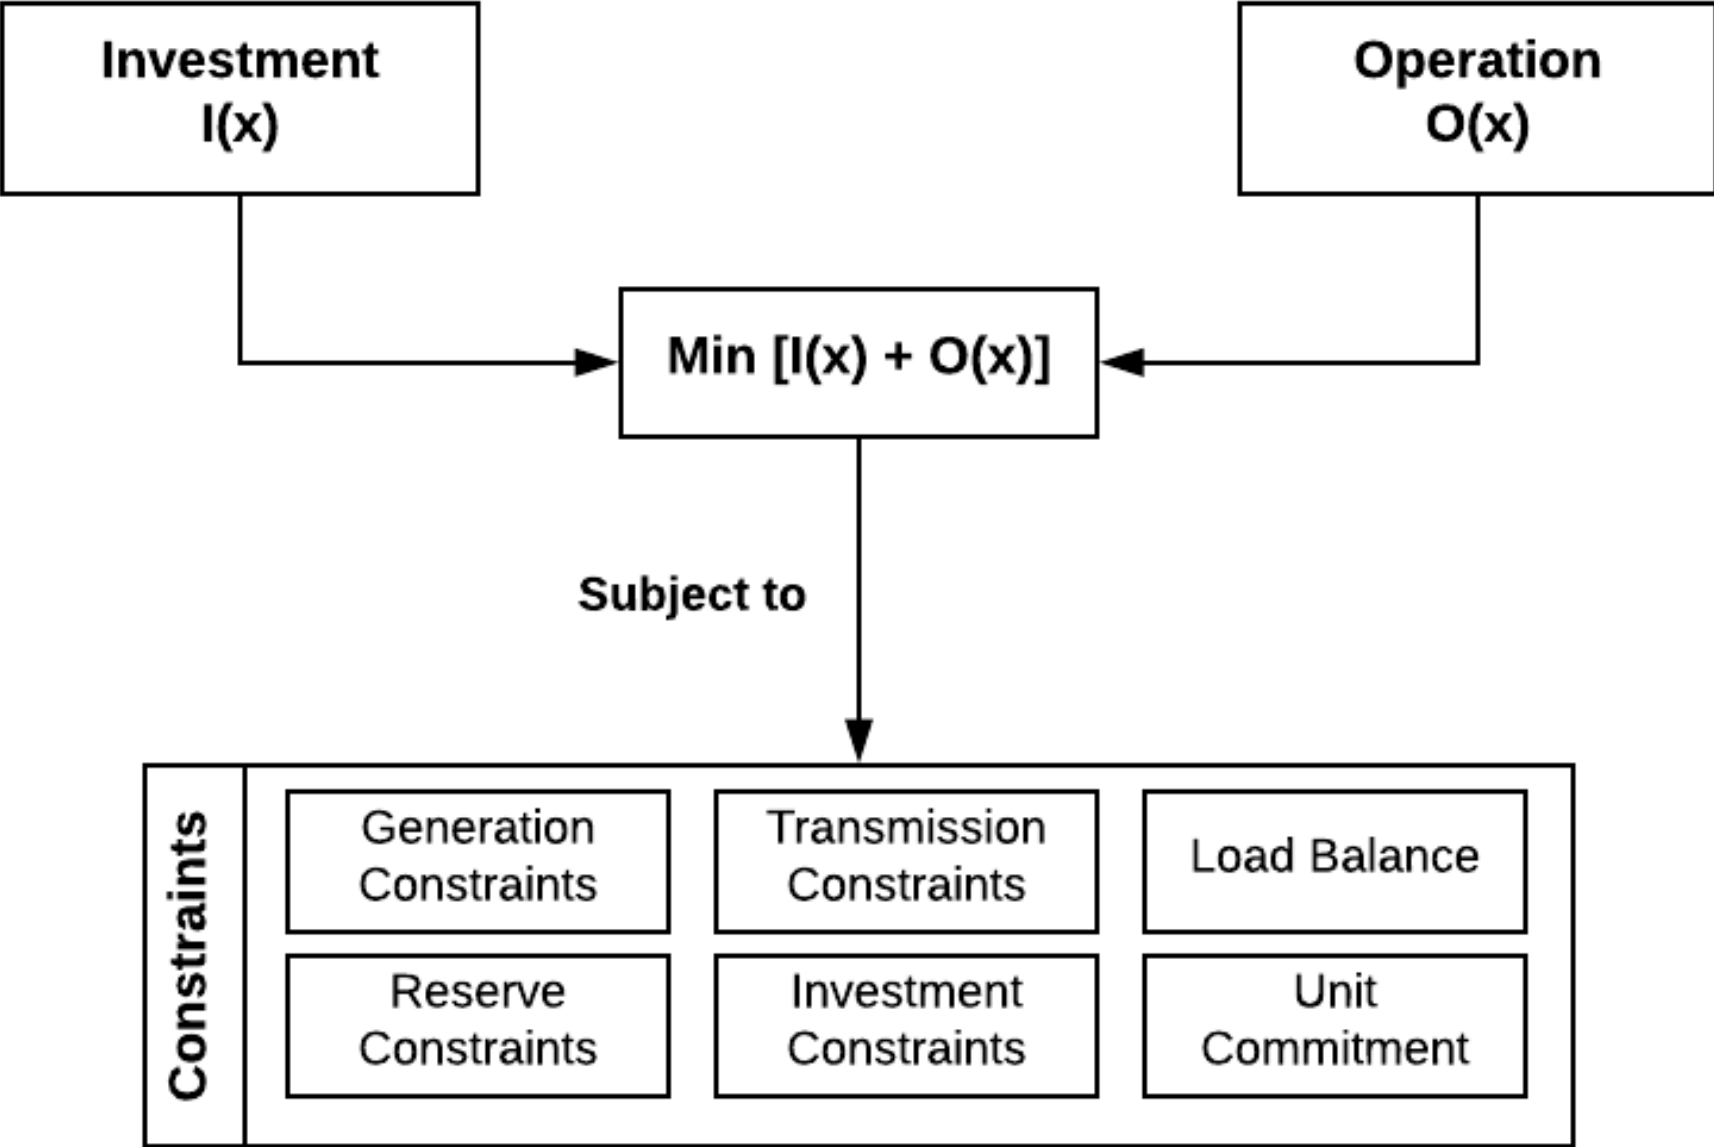 Investment
I(x)
Operation
O(x)
Min [I(x) + O(x)]
Subject to
Constraints
Generation
Constraints
Transmission
Constraints
Load Balance
Reserve
Constraints
Investment
Constraints
Unit
Commitment